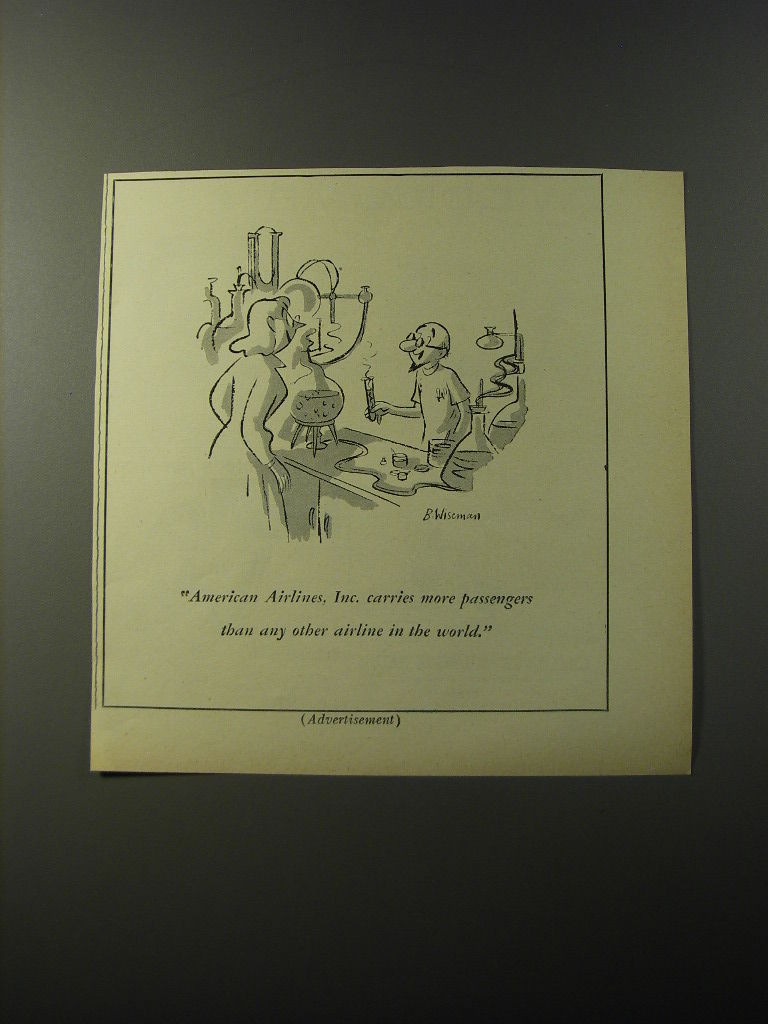 B. Wiseman
"American Airlines, Inc. carries more passengers
than any other airline in the world."
(Advertisement)